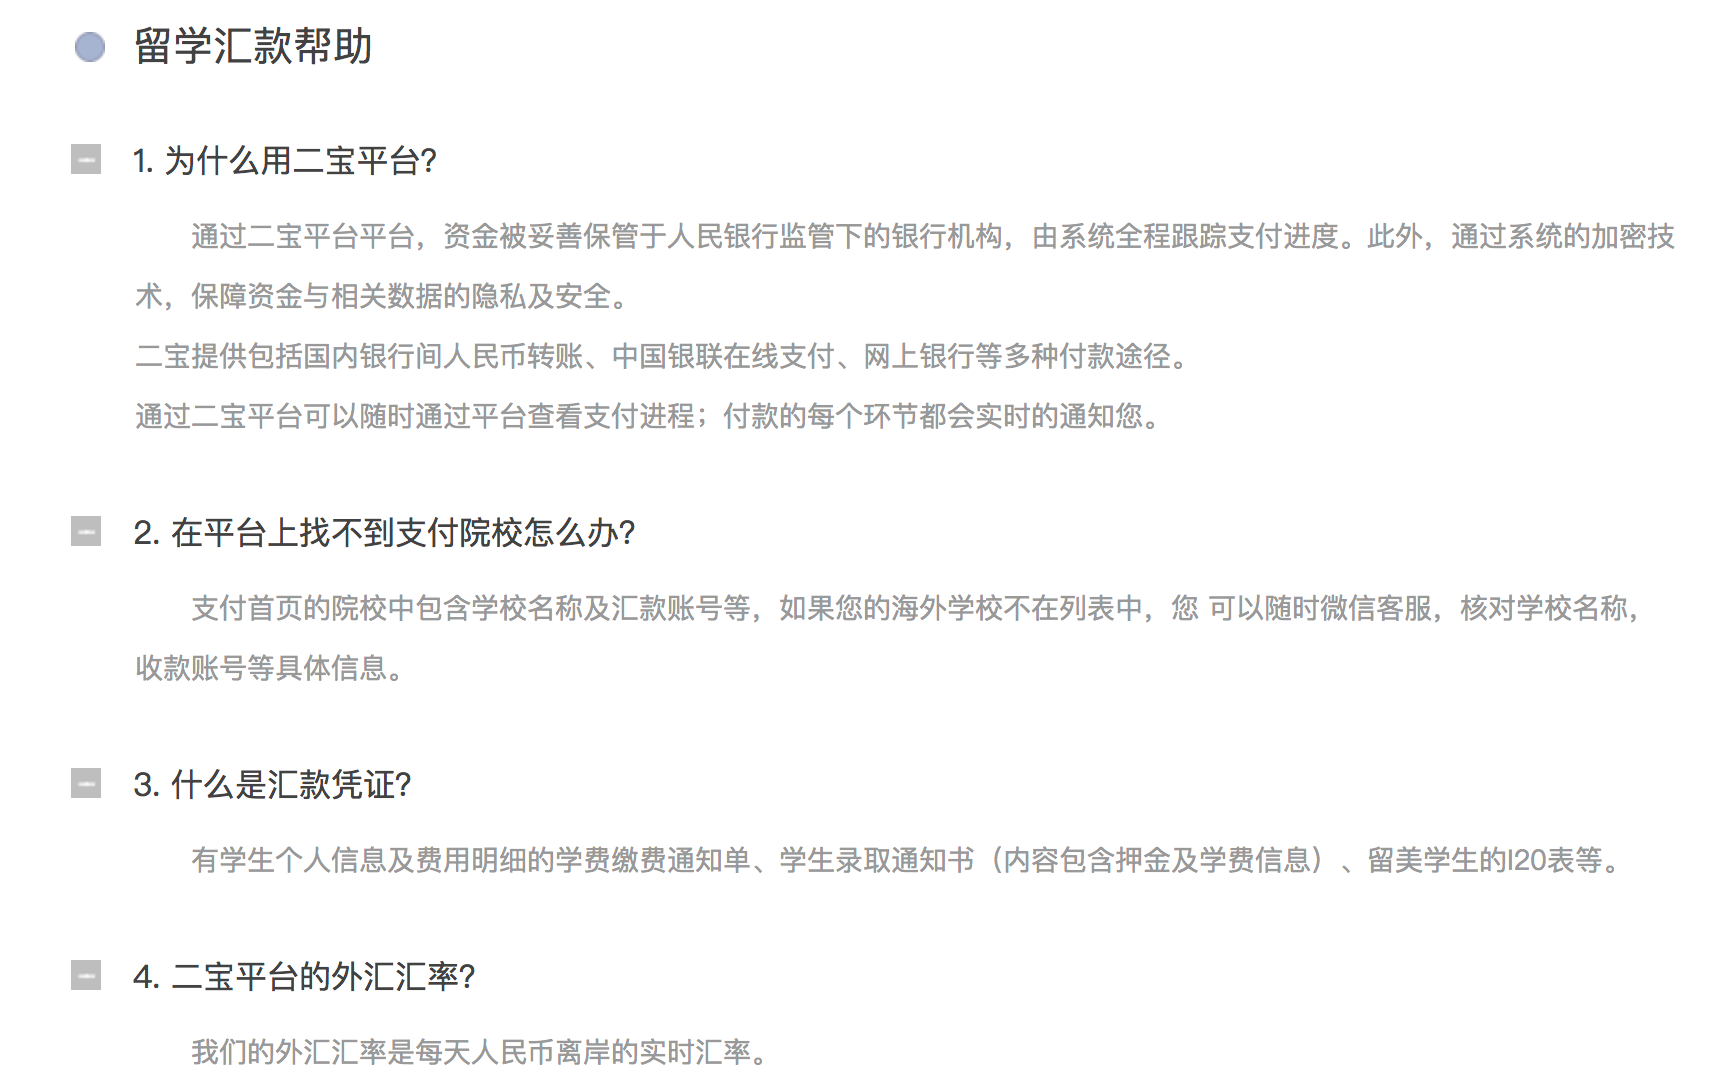 留学汇款帮助
1. 为什么用二宝平台?
通过二宝平台平台，资金被妥善保管于人民银行监管下的银行机构，由系统全程跟踪支付进度。此外，通过系统的加密技
术，保障资金与相关数据的隐私及安全。
二宝提供包括国内银行间人民币转账、中国银联在线支付、网上银行等多种付款途径。
通过二宝平台可以随时通过平台查看支付进程；付款的每个环节都会实时的通知您。
2. 在平台上找不到支付院校怎么办?
支付首页的院校中包含学校名称及汇款账号等，如果您的海外学校不在列表中，您 可以随时微信客服，核对学校名称，
收款账号等具体信息。
3. 什么是汇款凭证?
有学生个人信息及费用明细的学费缴费通知单、学生录取通知书（内容包含押金及学费信息）、留美学生的I20表等。
4. 二宝平台的外汇汇率?
我们的外汇汇率是每天人民币离岸的实时汇率。